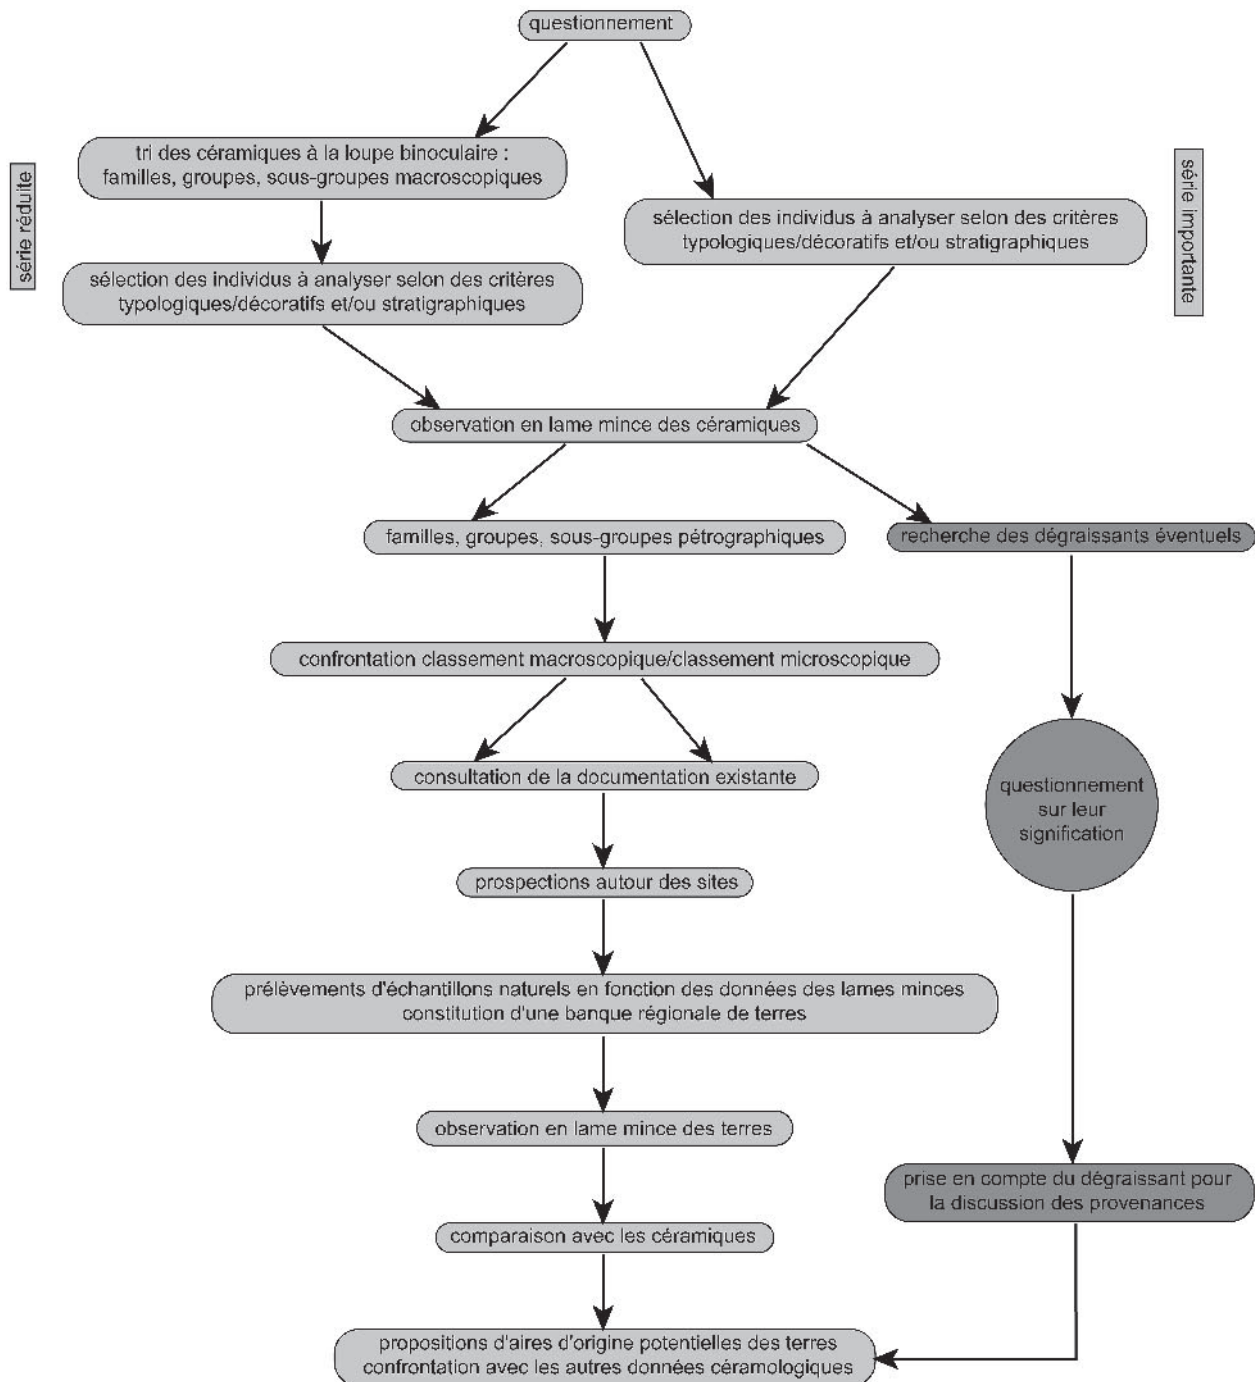 questionnement
tri des céramiques à la loupe binoculaire :
familles, groupes, sous-groupes macroscopiques
série réduite
série importante
sélection des individus à analyser selon des critères
typologiques/décoratifs et/ou stratigraphiques
sélection des individus à analyser selon des critères
typologiques/décoratifs et/ou stratigraphiques
observation en lame mince des céramiques
familles, groupes, sous-groupes pétrographiques
recherche des dégraissants éventuels
confrontation classement macroscopique/classement microscopique
consultation de la documentation existante
questionnement
sur leur
signification
prospections autour des sites
prélèvements d'échantillons naturels en fonction des données des lames minces
constitution d'une banque régionale de terres
observation en lame mince des terres
prise en compte du dégraissant pour
la discussion des provenances
comparaison avec les céramiques
propositions d'aires d'origine potentielles des terres
confrontation avec les autres données céramologiques